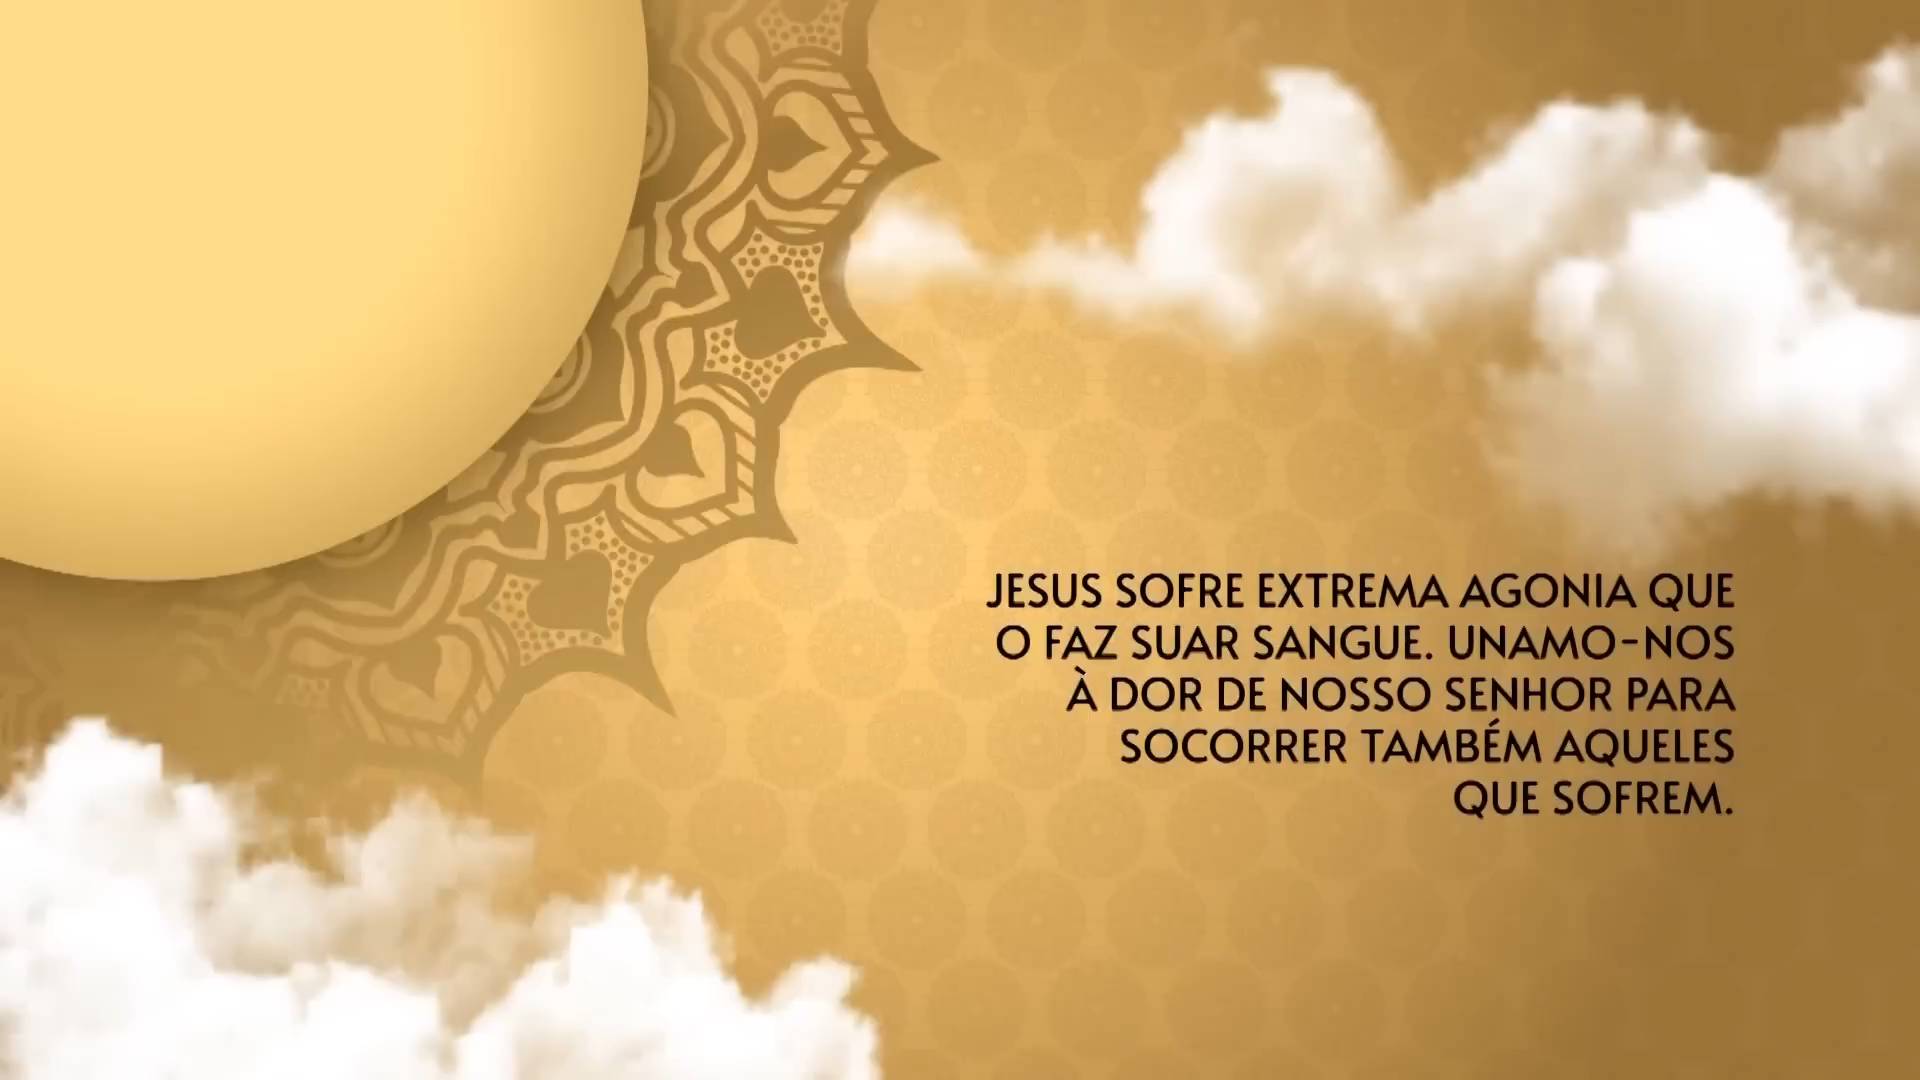 JESUS SOFRE EXTREMA AGONIA QUE
O FAZ SUAR SANGUE. UNAMO-NOS
À DOR DE NOSSO SENHOR PARA
SOCORRER TAMBÉM AQUELES
QUE SOFREM.